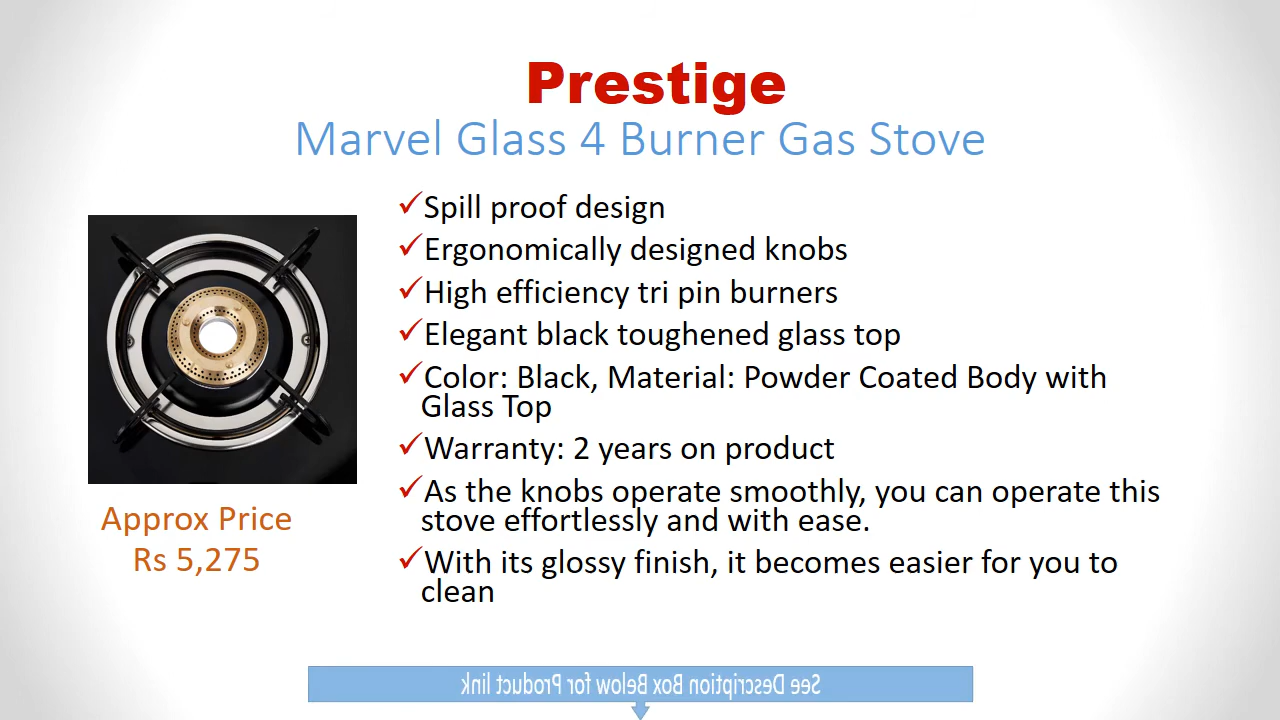 Prestige
Marvel Glass 4 Burner Gas Stove
✓Spill proof design
✓Ergonomically designed knobs
✓High efficiency tri pin burners
✓Elegant black toughened glass top
✓Color: Black, Material: Powder Coated Body with
Glass Top
✓Warranty: 2 years on product
✓As the knobs operate smoothly, you can operate this
stove effortlessly and with ease.
✓With its glossy finish, it becomes easier for you to
clean
Approx Price
Rs 5,275
See Description Box Below for Product link